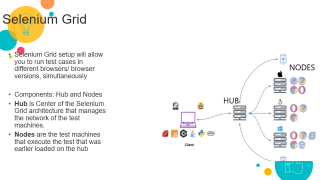 Selenium Grid
• Selenium Grid setup will allow
you to run test cases in
different browsers/ browser
versions, simultaneously
• Components: Hub and Nodes
• Hub is Center of the Selenium
Grid architecture that manages
the network of the test
machines.
• Nodes are the test machines
that execute the test that was
earlier loaded on the hub
NODES
HUB
Client